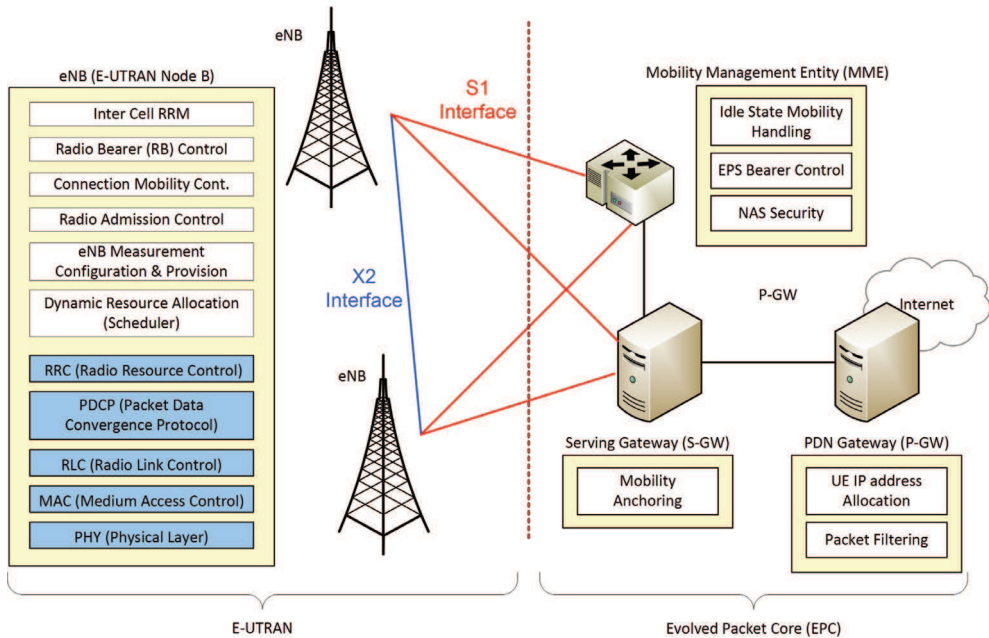 eNB
eNB (E-UTRAN Node B)
Inter Cell RRM
Radio Bearer (RB) Control
Connection Mobility Cont.
Radio Admission Control
eNB Measurement
Configuration & Provision
Dynamic Resource Allocation
(Scheduler)
RRC (Radio Resource Control)
PDCP (Packet Data
Convergence Protocol)
RLC (Radio Link Control)
MAC (Medium Access Control)
PHY (Physical Layer)
S1
Interface
X2
Interface
eNB
Mobility Management Entity (MME)
Idle State Mobility
Handling
EPS Bearer Control
NAS Security
P-GW
Internet
Serving Gateway (S-GW)
Mobility
Anchoring
PDN Gateway (P-GW)
UE IP address
Allocation
Packet Filtering
E-UTRAN
Evolved Packet Core (EPC)